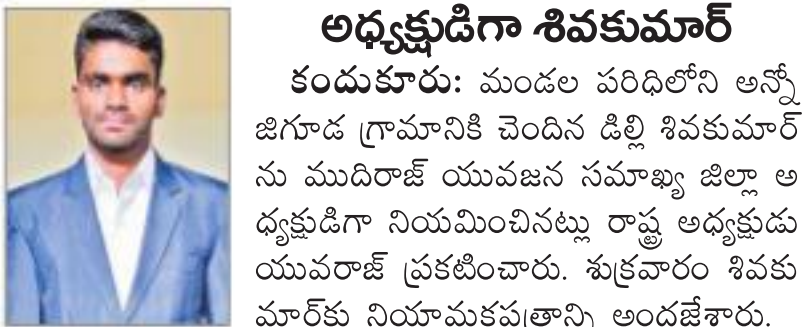 అధ్యక్షుడిగా శివకుమార్
కందుకూరు: మండల పరిధిలోని అన్నో
జిగూడ గ్రామానికి చెందిన డిల్లి శివకుమార్
ను ముదిరాజ్ యువజన సమాఖ్య జిల్లా అ
ధ్యక్షుడిగా నియమించినట్లు రాష్ట్ర అధ్యక్షుడు
యువరాజ్ ప్రకటించారు. శుక్రవారం శివకు
మార్‌కు నియామకపత్రాన్ని అందజేశారు.